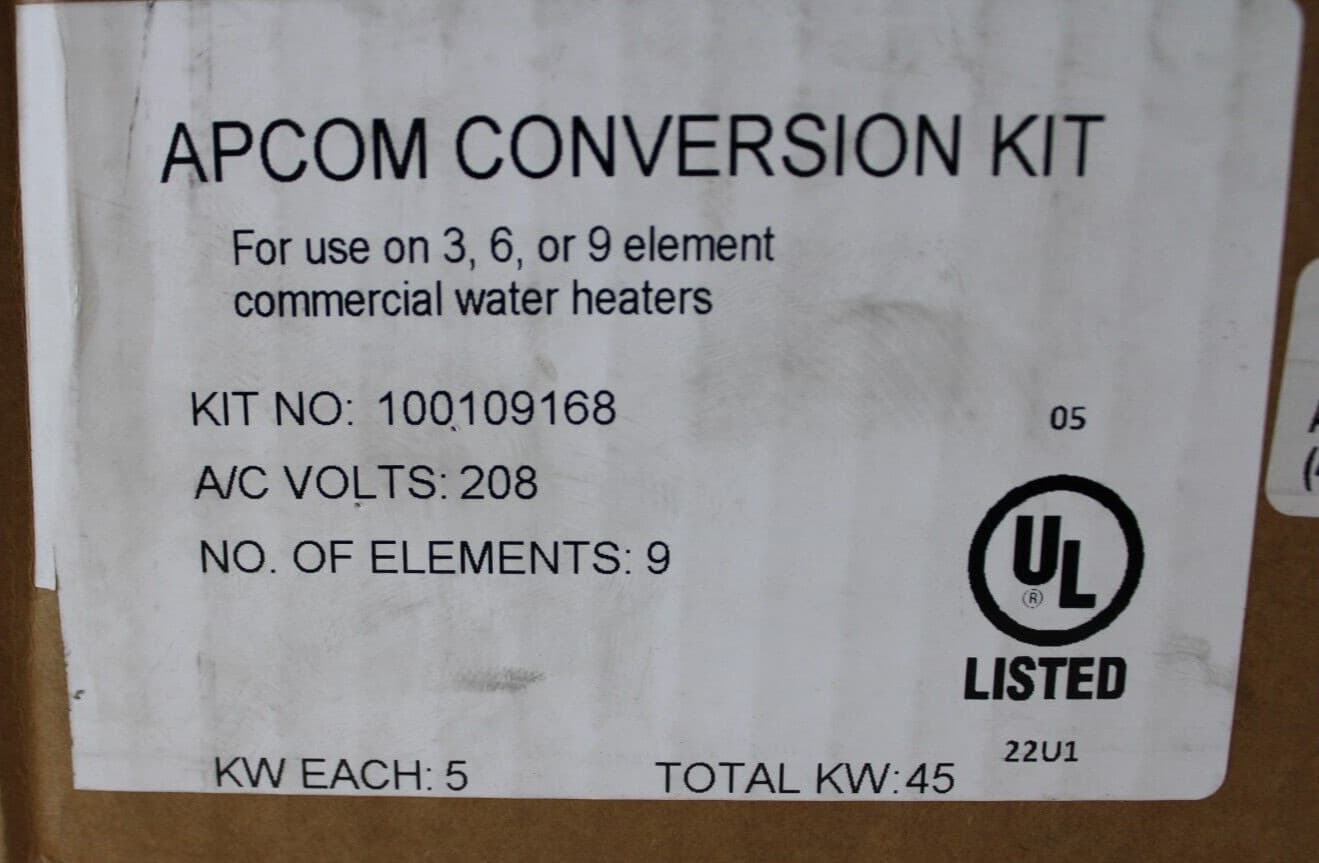 APCOM CONVERSION KIT
For use on 3, 6, or 9 element
commercial water heaters
KIT NO: 100109168
A/C VOLTS: 208
NO. OF ELEMENTS: 9
KW EACH: 5
TOTAL KW:45
05
UL
®
LISTED
22U1